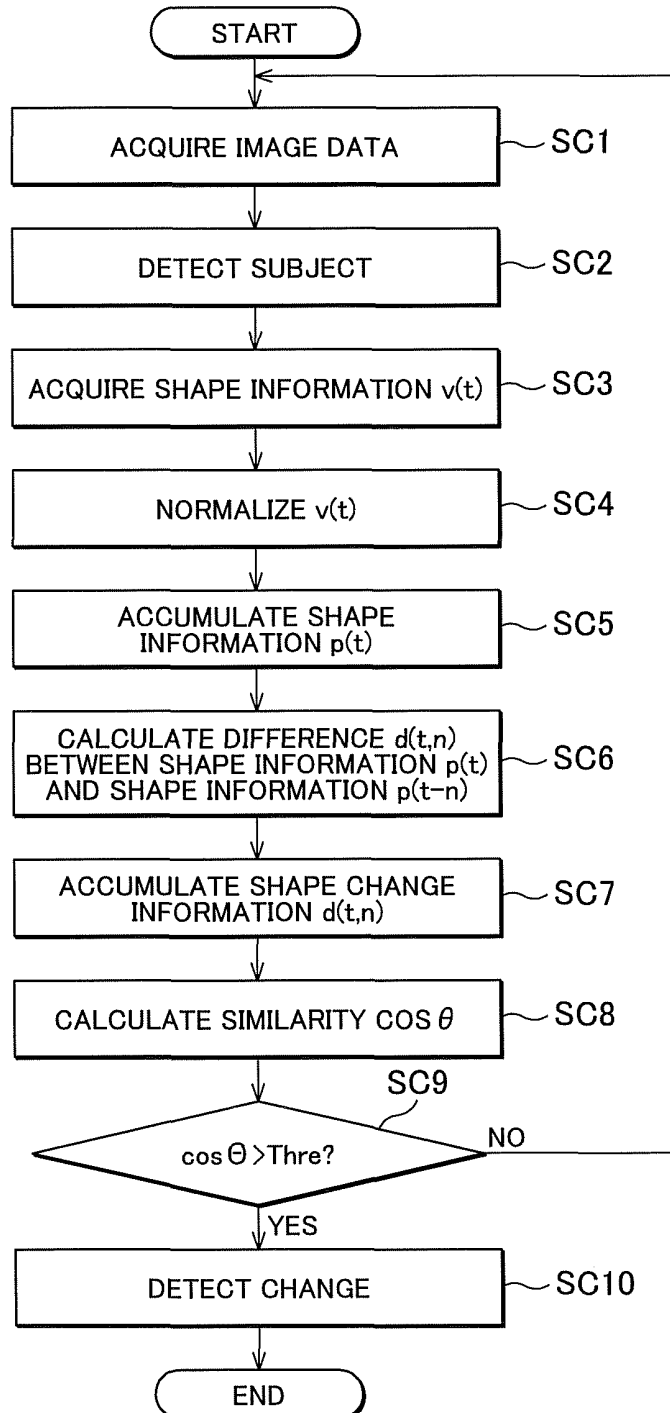 START
ACQUIRE IMAGE DATA
SC1
DETECT SUBJECT
SC2
ACQUIRE SHAPE INFORMATION v(t)
SC3
NORMALIZE v(t)
SC4
ACCUMULATE SHAPE
INFORMATION p(t)
SC5
CALCULATE DIFFERENCE d(t,n)
BETWEEN SHAPE INFORMATION p(t)
AND SHAPE INFORMATION p(t-n)
SC6
ACCUMULATE SHAPE CHANGE
INFORMATION d(t,n)
SC7
CALCULATE SIMILARITY COS θ
SC8
SC9
cos Θ >Thre?
NO
YES
DETECT CHANGE
SC10
END